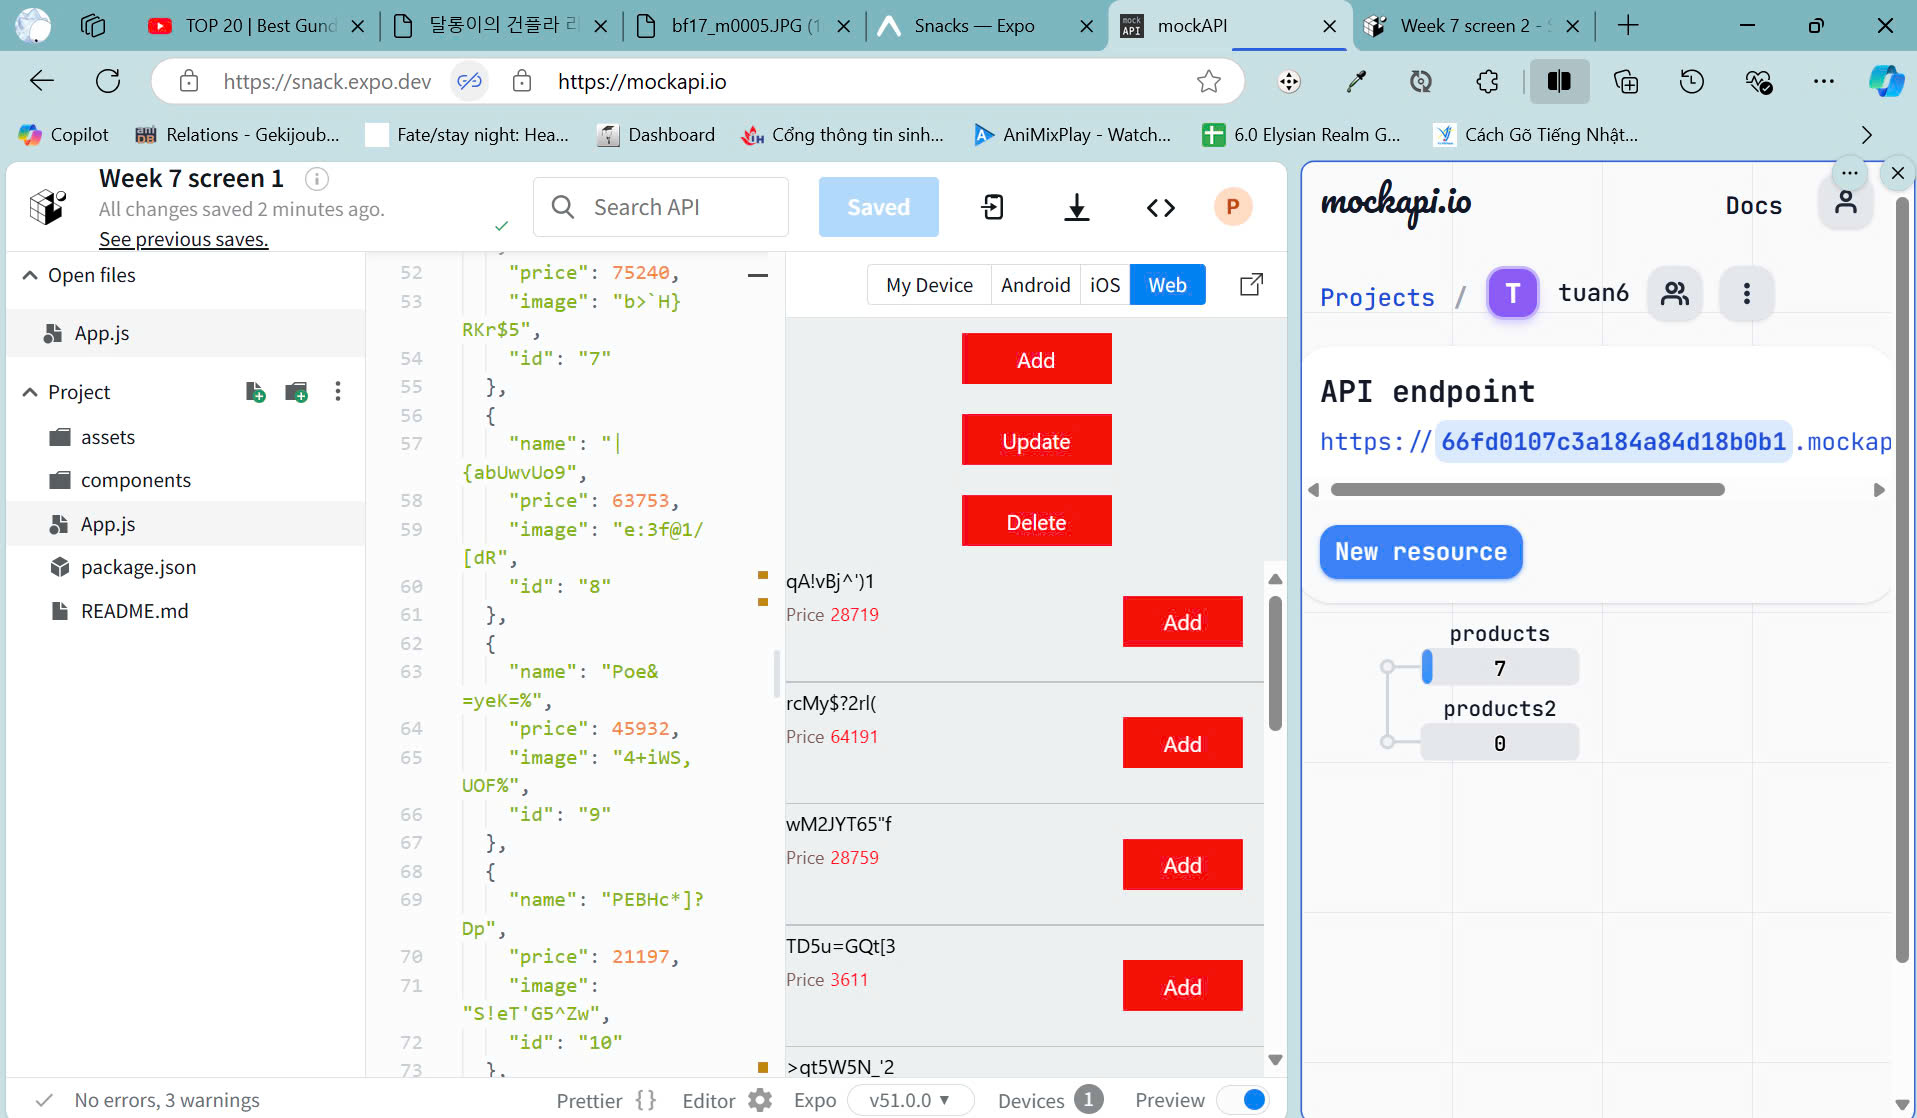 TOP 20 | Best Gund
달롱이의 건플라 리
bf17_m0005.JPG (1
Snacks — Expo
mockAPI
Week 7 screen 2 - S
https://snack.expo.dev
https://mockapi.io
Copilot
Relations - Gekijoub...
Fate/stay night: Hea...
Dashboard
Cổng thông tin sinh...
AniMixPlay - Watch...
6.0 Elysian Realm G...
Cách Gõ Tiếng Nhật...
Week 7 screen 1
All changes saved 2 minutes ago.
See previous saves.
Search API
Saved
P
Open files
App.js
Project
assets
components
App.js
package.json
README.md
52 "price": 75240,
53 "image": "b>`H}
RKr$5",
54 "id": "7"
55 },
56 {
57 "name": "|
{abUwvUo9",
58 "price": 63753,
59 "image": "e:3f@1/
[dR",
60 "id": "8"
61 },
62 {
63 "name": "Poe&
=yeK=%",
64 "price": 45932,
65 "image": "4+iWS,
UOF%",
66 "id": "9"
67 },
68 {
69 "name": "PEBHc*]?
Dp",
70 "price": 21197,
71 "image":
"S!eT'G5^Zw",
72 "id": "10"
73 },
My Device
Android
iOS
Web
Add
Update
Delete
qA!vBj^')1
Price 28719
Add
rcMy$?2rl(
Price 64191
Add
wM2JYT65"f
Price 28759
Add
TD5u=GQt[3
Price 3611
Add
>qt5W5N_'2
No errors, 3 warnings
Prettier { }
Editor
Expo
v51.0.0
Devices 1
Preview
mockapi.io
Docs
Projects / T tuan6
API endpoint
https://66fd0107c3a184a84d18b0b1.mockap
New resource
products
7
products2
0